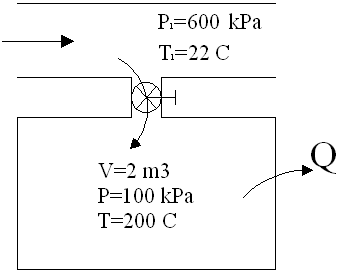 P₁=600 kPa
T₁=22 C
V=2 m3
P=100 kPa
T=200 C
Q